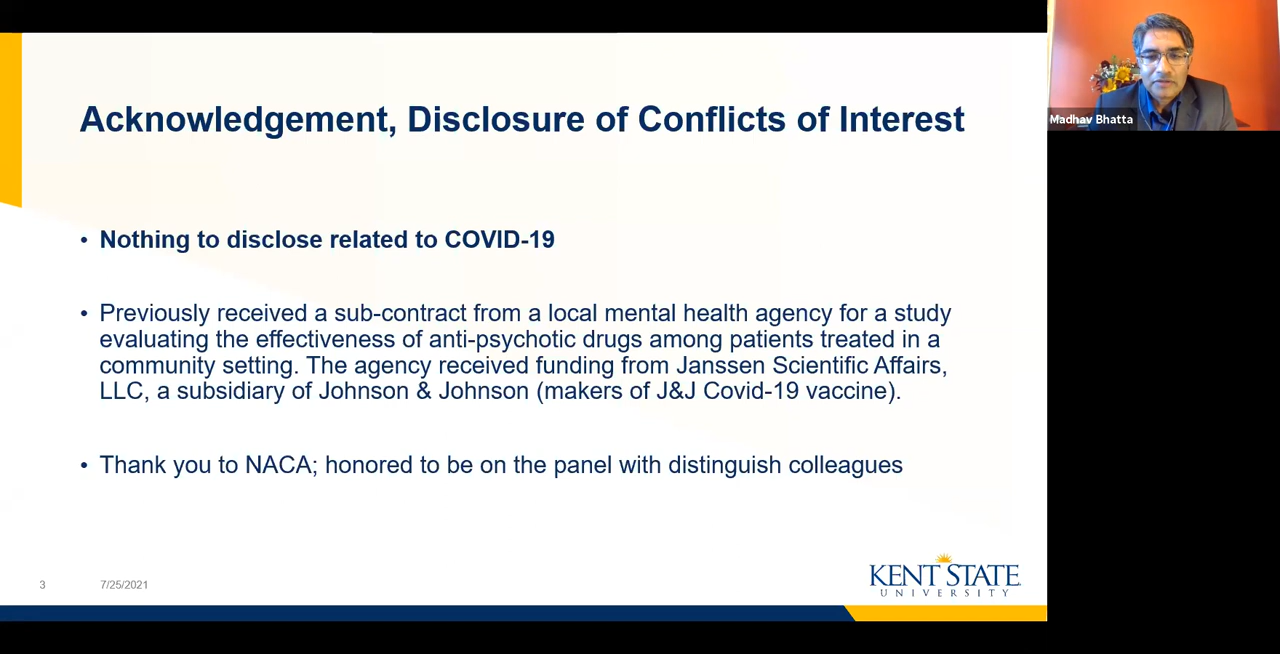 Acknowledgement, Disclosure of Conflicts of Interest
Madhav Bhatta
• Nothing to disclose related to COVID-19
• Previously received a sub-contract from a local mental health agency for a study
evaluating the effectiveness of anti-psychotic drugs among patients treated in a
community setting. The agency received funding from Janssen Scientific Affairs,
LLC, a subsidiary of Johnson & Johnson (makers of J&J Covid-19 vaccine).
• Thank you to NACA; honored to be on the panel with distinguish colleagues
3 7/25/2021
KENT STATE
UNIVERSITY